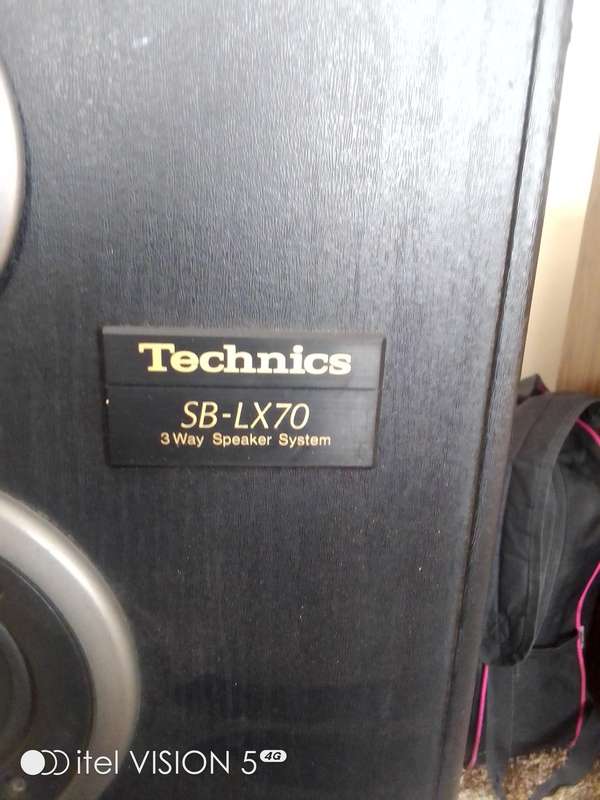 Technics
SB-LX70
3 Way Speaker System
itel VISION 5 4G